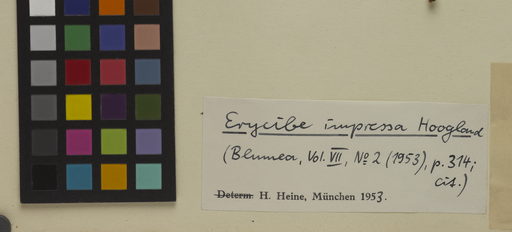 Erycibe impressa Hoogland
(Blumea, Vol. VII, No 2 (1953), p. 314;
cit.)
Determ. H. Heine, München 1953.